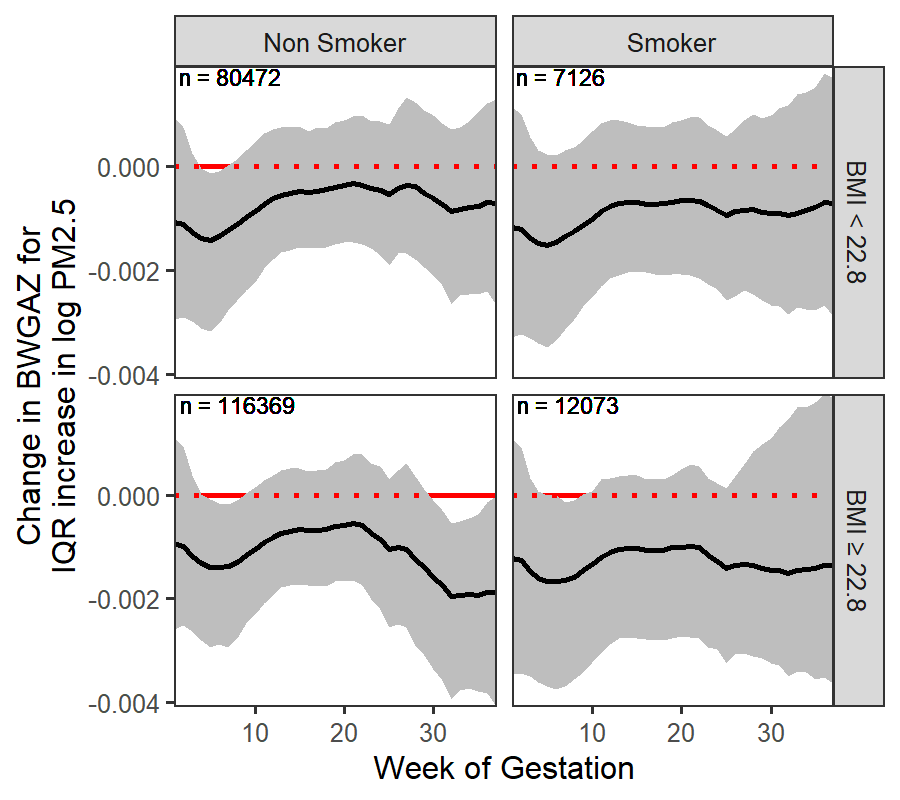 Non Smoker
Smoker
n = 80472
n = 7126
0.000
-0.002
-0.004
BMI < 22.8
n = 116369
n = 12073
0.000
-0.002
-0.004
BMI ≥ 22.8
Change in BWGAZ for
IQR increase in log PM2.5
10
20
30
10
20
30
Week of Gestation